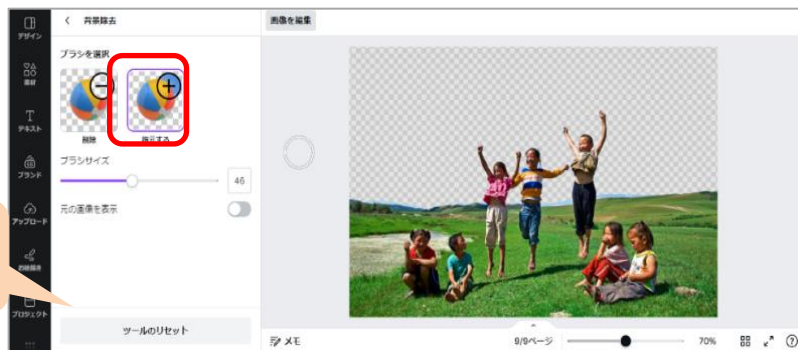 デザイン
素材
テキスト
ブランド
アップロード
お絵描き
プロジェクト
背景除去
ブラシを選択
削除
復元する
ブラシサイズ
46
元の画像を表示
ツールのリセット
画像を編集
メモ
9/9ページ
70%